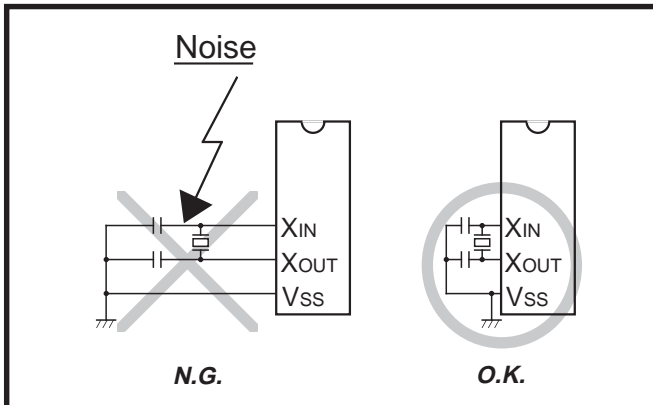 Noise
XIN
XOUT
VSS
N.G.
XIN
XOUT
VSS
O.K.